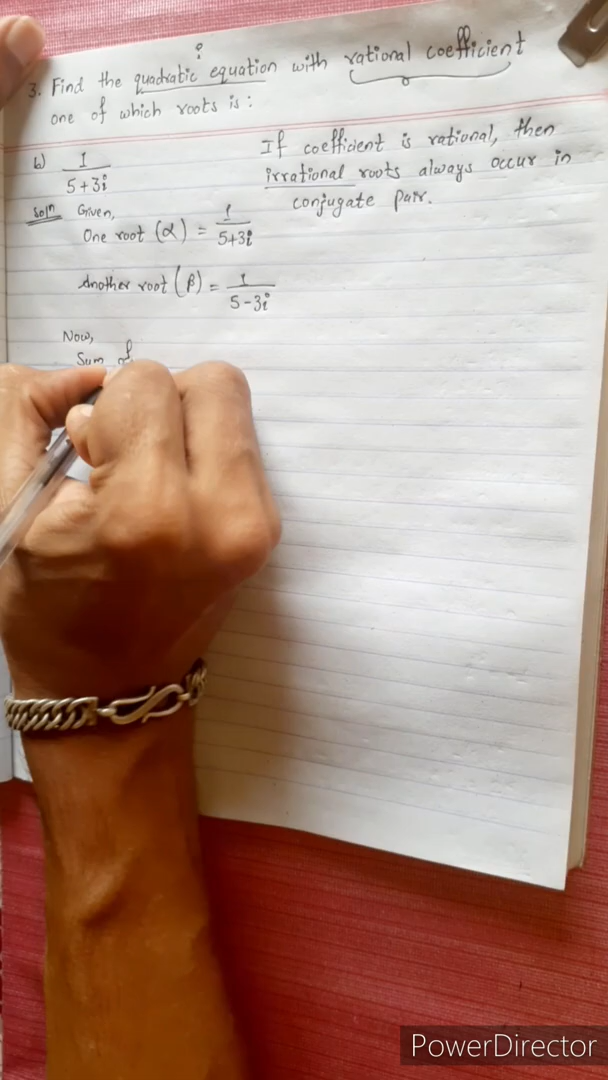 3. Find the quadratic equation with rational coefficient
one of which roots is :
b) 1/(5+3i)
If coefficient is rational, then
irrational roots always occur in
conjugate pair.
Soln Given,
One root (α) = 1/(5+3i)
Another root (β) = 1/(5-3i)
Now,
Sum of
PowerDirector